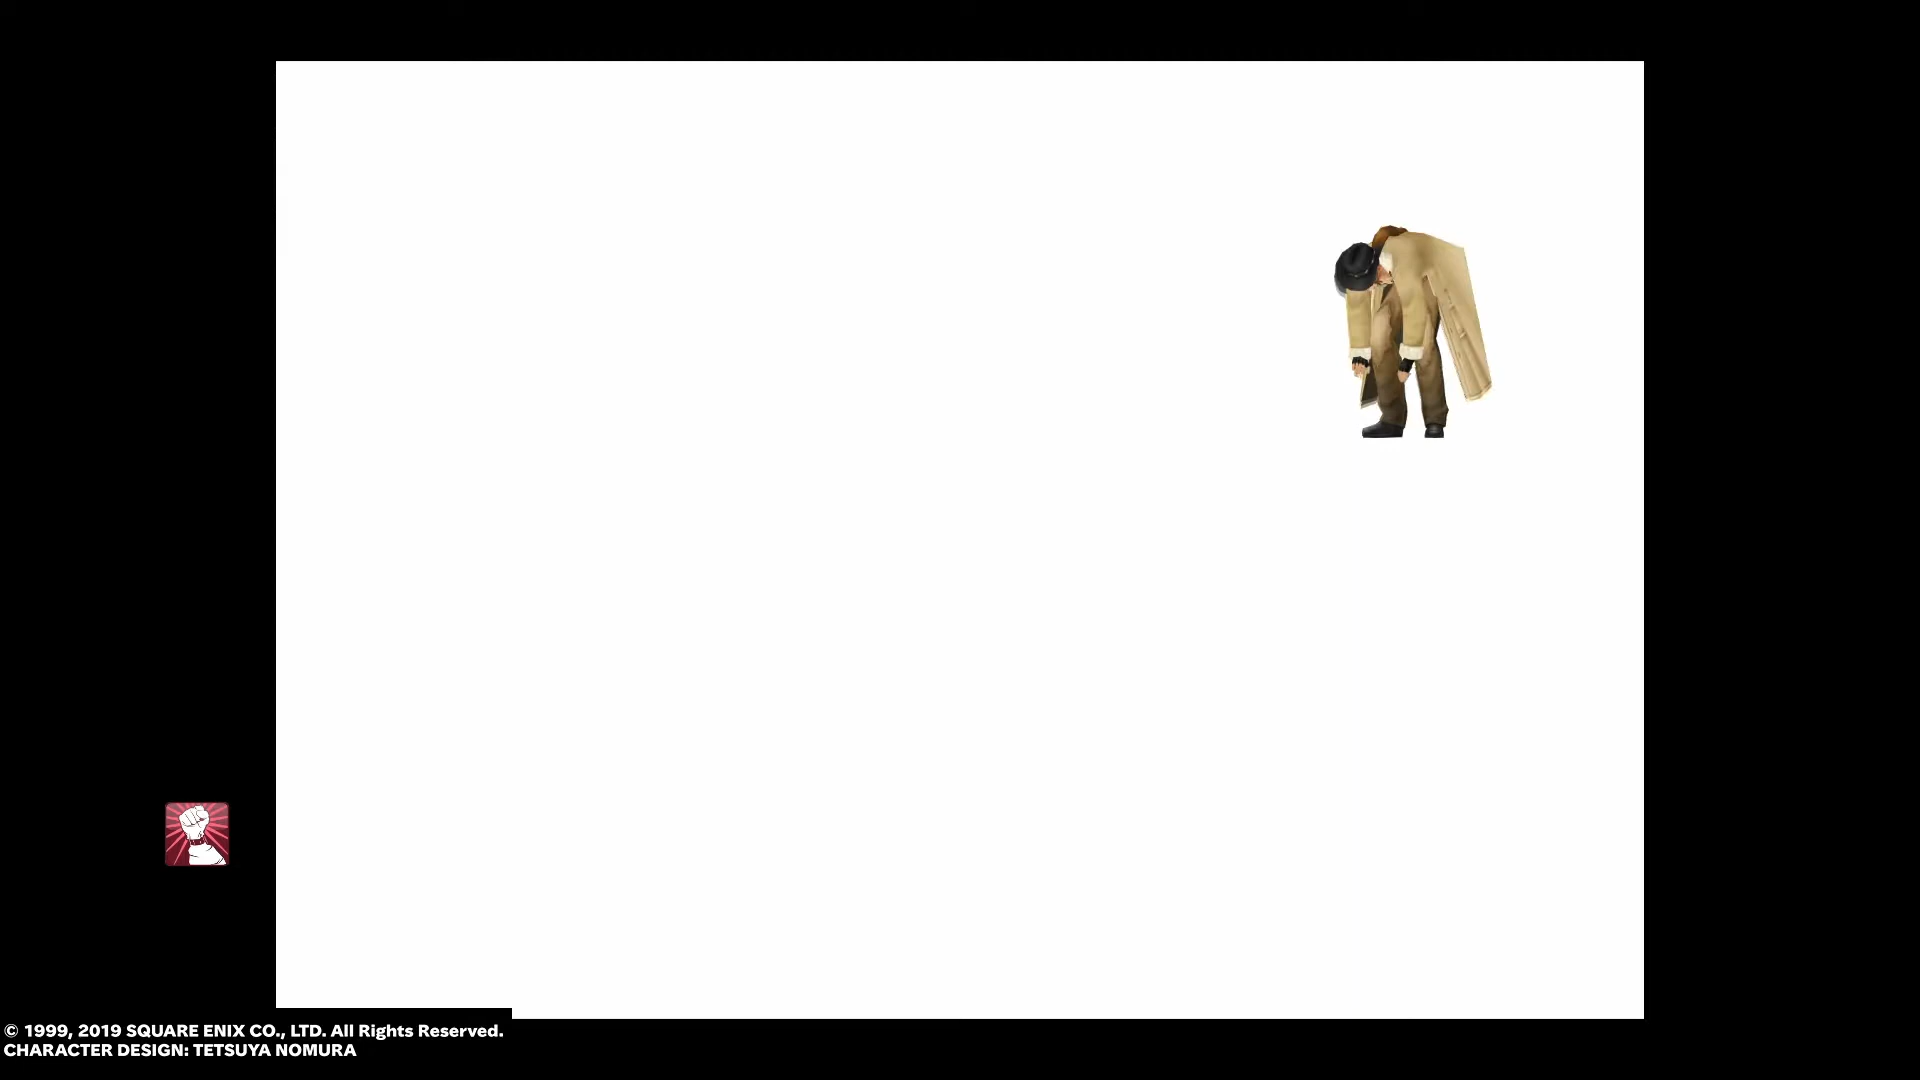 © 1999, 2019 SQUARE ENIX CO., LTD. All Rights Reserved.
CHARACTER DESIGN: TETSUYA NOMURA